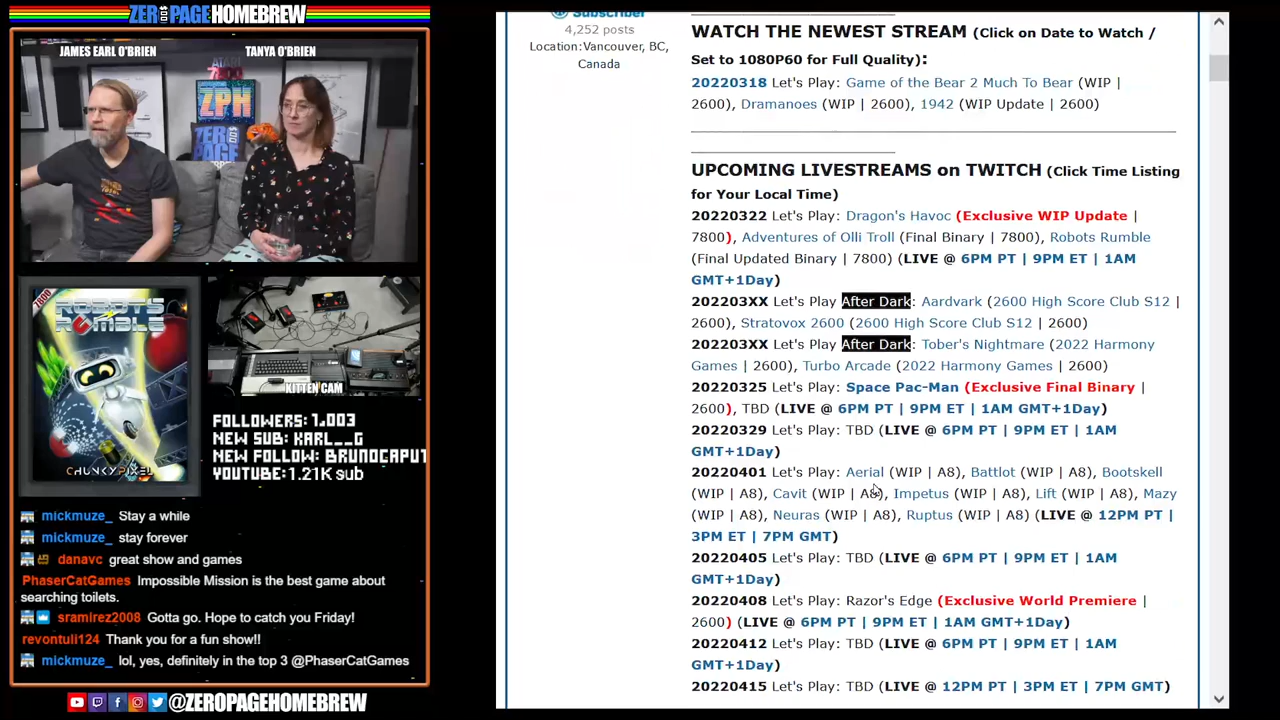 ZERO PAGE HOMEBREW
JAMES EARL O'BRIEN
TANYA O'BRIEN
ATARI
7800
ZPH
ZERO
PAGE
7800
ROBOTS
RUMBLE
CHUNKYPIXEL
KITTEN CAM
FOLLOWERS: 1,003
NEW SUB: KARL__G
NEW FOLLOW: BRUNOCAPUT
YOUTUBE: 1.21K sub
mickmuze_ Stay a while
mickmuze_ stay forever
danavc great show and games
PhaserCatGames Impossible Mission is the best game about
searching toilets.
sramirez2008 Gotta go. Hope to catch you Friday!
revontuli124 Thank you for a fun show!!
mickmuze_ lol, yes, definitely in the top 3 @PhaserCatGames
@ZEROPAGEHOMEBREW
Subscriber
4,252 posts
Location:Vancouver, BC,
Canada
WATCH THE NEWEST STREAM (Click on Date to Watch /
Set to 1080P60 for Full Quality):
20220318 Let's Play: Game of the Bear 2 Much To Bear (WIP |
2600), Dramanoes (WIP | 2600), 1942 (WIP Update | 2600)
UPCOMING LIVESTREAMS on TWITCH (Click Time Listing
for Your Local Time)
20220322 Let's Play: Dragon's Havoc (Exclusive WIP Update |
7800), Adventures of Olli Troll (Final Binary | 7800), Robots Rumble
(Final Updated Binary | 7800) (LIVE @ 6PM PT | 9PM ET | 1AM
GMT+1Day)
202203XX Let's Play After Dark: Aardvark (2600 High Score Club S12 |
2600), Stratovox 2600 (2600 High Score Club S12 | 2600)
202203XX Let's Play After Dark: Tober's Nightmare (2022 Harmony
Games | 2600), Turbo Arcade (2022 Harmony Games | 2600)
20220325 Let's Play: Space Pac-Man (Exclusive Final Binary |
2600), TBD (LIVE @ 6PM PT | 9PM ET | 1AM GMT+1Day)
20220329 Let's Play: TBD (LIVE @ 6PM PT | 9PM ET | 1AM
GMT+1Day)
20220401 Let's Play: Aerial (WIP | A8), Battlot (WIP | A8), Bootskell
(WIP | A8), Cavit (WIP | A8), Impetus (WIP | A8), Lift (WIP | A8), Mazy
(WIP | A8), Neuras (WIP | A8), Ruptus (WIP | A8) (LIVE @ 12PM PT |
3PM ET | 7PM GMT)
20220405 Let's Play: TBD (LIVE @ 6PM PT | 9PM ET | 1AM
GMT+1Day)
20220408 Let's Play: Razor's Edge (Exclusive World Premiere |
2600) (LIVE @ 6PM PT | 9PM ET | 1AM GMT+1Day)
20220412 Let's Play: TBD (LIVE @ 6PM PT | 9PM ET | 1AM
GMT+1Day)
20220415 Let's Play: TBD (LIVE @ 12PM PT | 3PM ET | 7PM GMT)